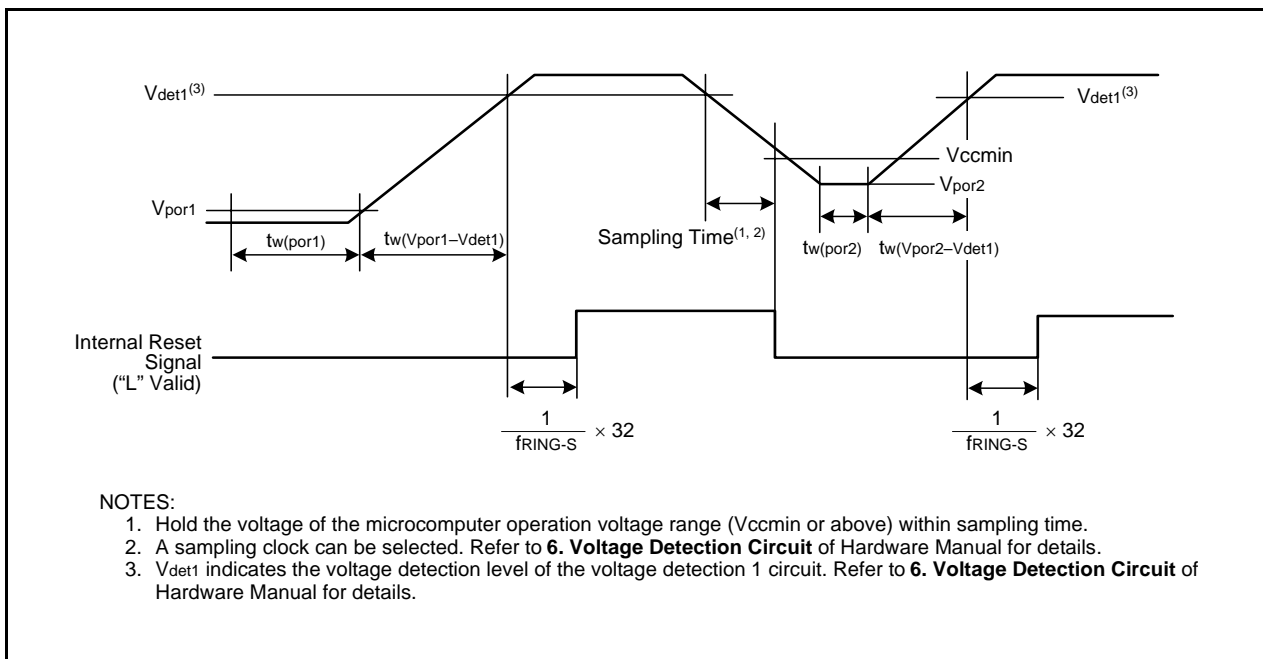 Vdet1(3)
Vdet1(3)
Vccmin
Vpor2
Vpor1
tw(por1)
tw(Vpor1–Vdet1)
Sampling Time(1, 2)
tw(por2)
tw(Vpor2–Vdet1)
Internal Reset
Signal
(“L” Valid)
1
fRING-S
× 32
1
fRING-S
× 32
NOTES:
1. Hold the voltage of the microcomputer operation voltage range (Vccmin or above) within sampling time.
2. A sampling clock can be selected. Refer to 6. Voltage Detection Circuit of Hardware Manual for details.
3. Vdet1 indicates the voltage detection level of the voltage detection 1 circuit. Refer to 6. Voltage Detection Circuit of
Hardware Manual for details.